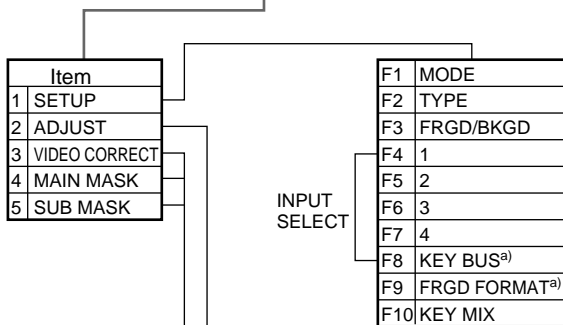 Item
1 SETUP
2 ADJUST
3 VIDEO CORRECT
4 MAIN MASK
5 SUB MASK
INPUT
SELECT
F1 MODE
F2 TYPE
F3 FRGD/BKGD
F4 1
F5 2
F6 3
F7 4
F8 KEY BUS a)
F9 FRGD FORMAT a)
F10 KEY MIX